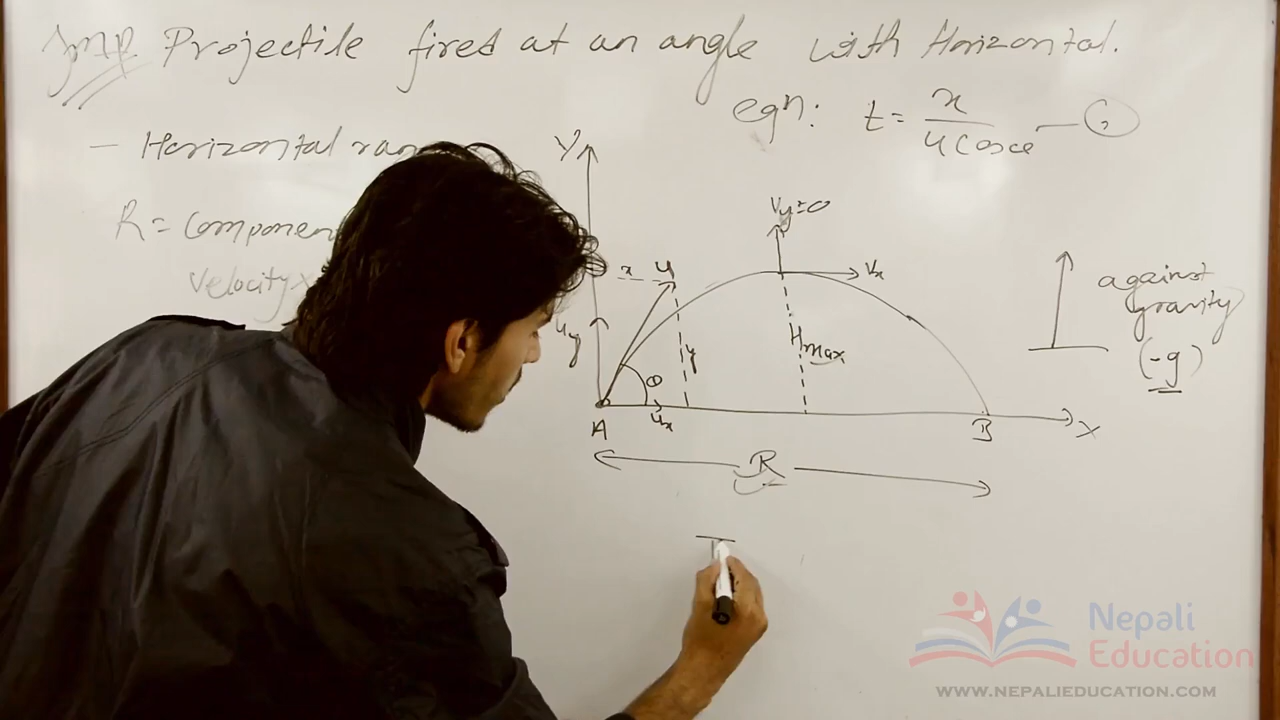 Imp Projectile fired at an angle with Horizontal.
eqn: t = x / u cosθ — (i)
- Horizontal ran
R = Componen
Velocity ×
Y
Vy=0
x
u
Vx
uy
y
Hmax
θ
ux
A
B
X
R
against
gravity
(-g)
T
Nepali
Education
WWW.NEPALIEDUCATION.COM